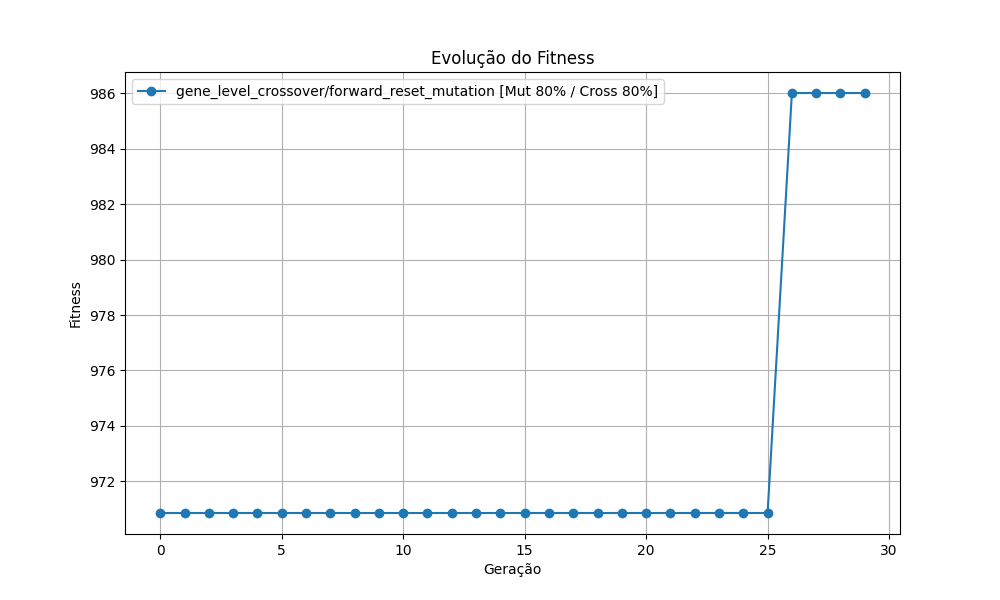 Evolução do Fitness
gene_level_crossover/forward_reset_mutation [Mut 80% / Cross 80%]
Fitness
986
984
982
980
978
976
974
972
0 5 10 15 20 25 30
Geração